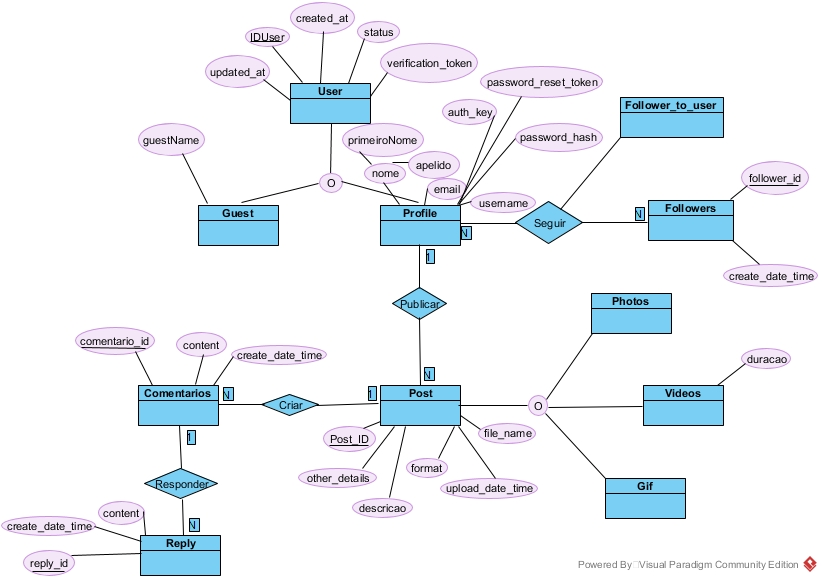 created_at
IDUser
status
updated_at
verification_token
User
password_reset_token
Follower_to_user
auth_key
guestName
primeiroNome
password_hash
nome
apelido
follower_id
O
email
username
Guest
Profile
Followers
N
Seguir
N
1
create_date_time
Publicar
Photos
comentario_id
content
create_date_time
duracao
N
Comentarios
N
Criar
1
Post
O
Videos
1
Post_ID
file_name
format
other_details
Responder
upload_date_time
Gif
descricao
content
create_date_time
N
Reply
reply_id
Powered By Visual Paradigm Community Edition